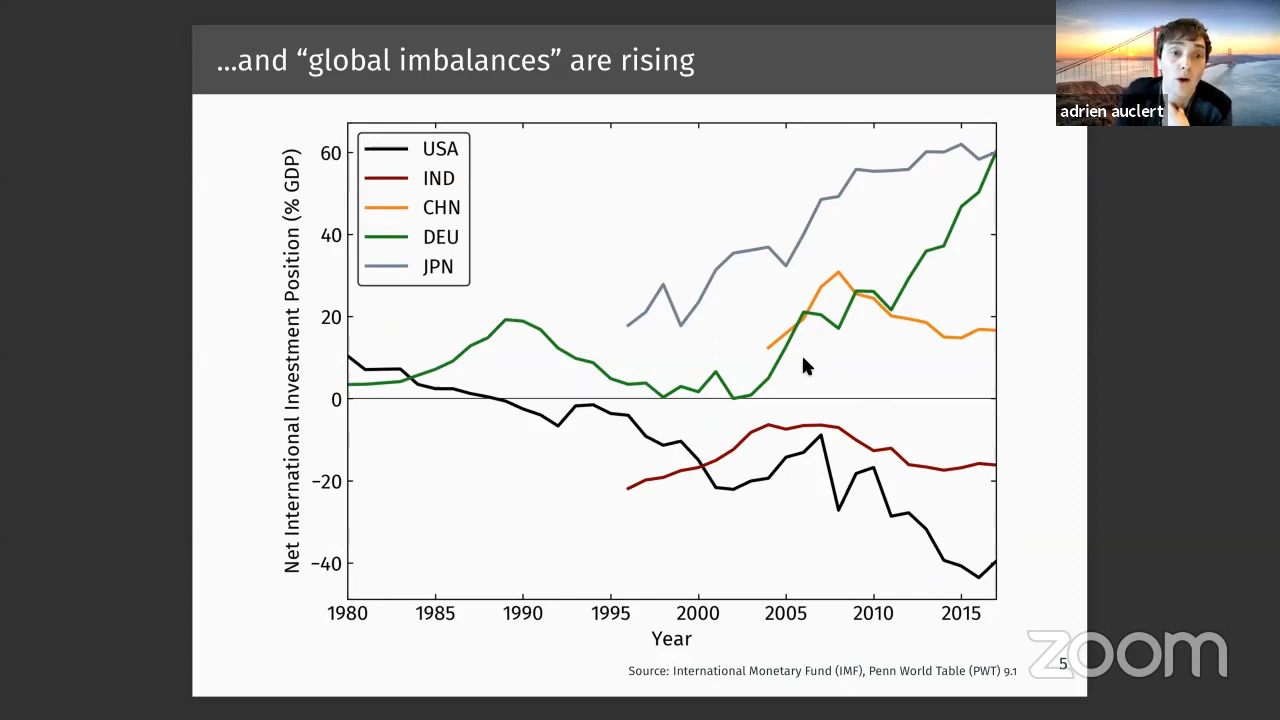 ...and “global imbalances” are rising
adrien auclert
Net International Investment Position (% GDP)
60
40
20
0
−20
−40
USA
IND
CHN
DEU
JPN
1980 1985 1990 1995 2000 2005 2010 2015
Year
Source: International Monetary Fund (IMF), Penn World Table (PWT) 9.1
5
zoom